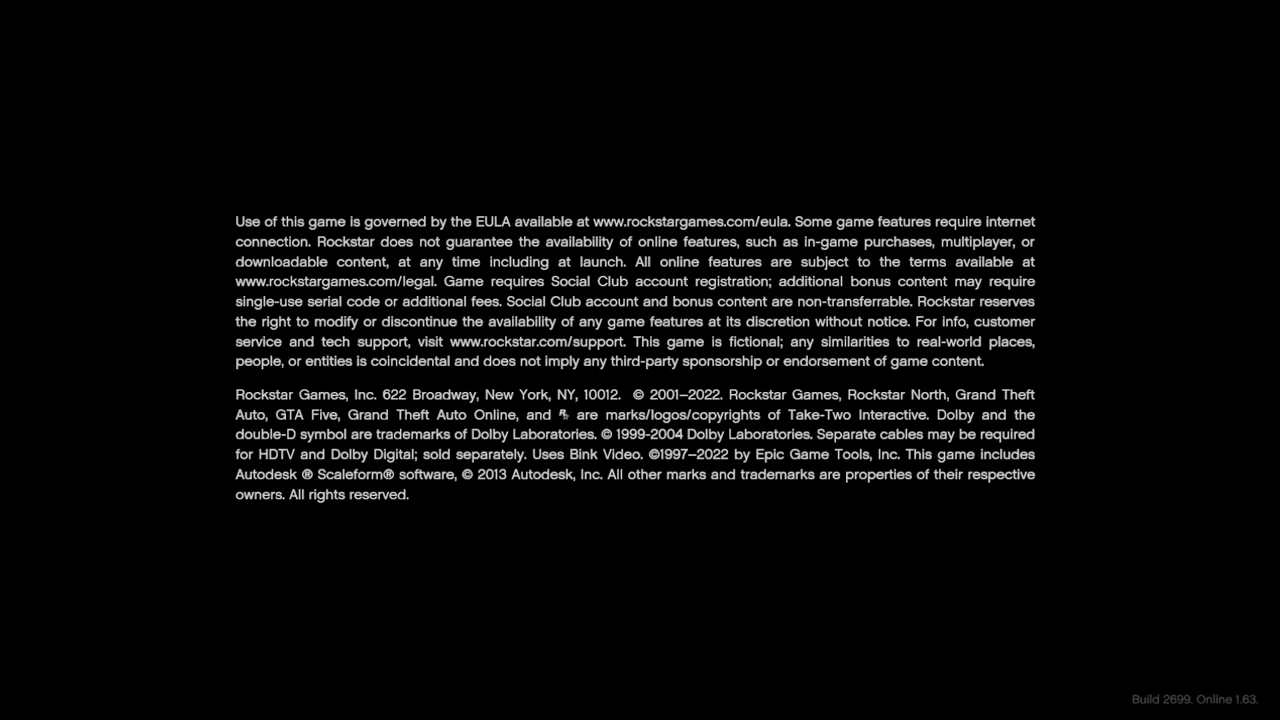 Use of this game is governed by the EULA available at www.rockstargames.com/eula. Some game features require internet
connection. Rockstar does not guarantee the availability of online features, such as in-game purchases, multiplayer, or
downloadable content, at any time including at launch. All online features are subject to the terms available at
www.rockstargames.com/legal. Game requires Social Club account registration; additional bonus content may require
single-use serial code or additional fees. Social Club account and bonus content are non-transferrable. Rockstar reserves
the right to modify or discontinue the availability of any game features at its discretion without notice. For info, customer
service and tech support, visit www.rockstar.com/support. This game is fictional; any similarities to real-world places,
people, or entities is coincidental and does not imply any third-party sponsorship or endorsement of game content.
Rockstar Games, Inc. 622 Broadway, New York, NY, 10012. © 2001–2022. Rockstar Games, Rockstar North, Grand Theft
Auto, GTA Five, Grand Theft Auto Online, and are marks/logos/copyrights of Take-Two Interactive. Dolby and the
double-D symbol are trademarks of Dolby Laboratories. © 1999-2004 Dolby Laboratories. Separate cables may be required
for HDTV and Dolby Digital; sold separately. Uses Bink Video. ©1997–2022 by Epic Game Tools, Inc. This game includes
Autodesk ® Scaleform® software, © 2013 Autodesk, Inc. All other marks and trademarks are properties of their respective
owners. All rights reserved.
Build 2699. Online 1.63.